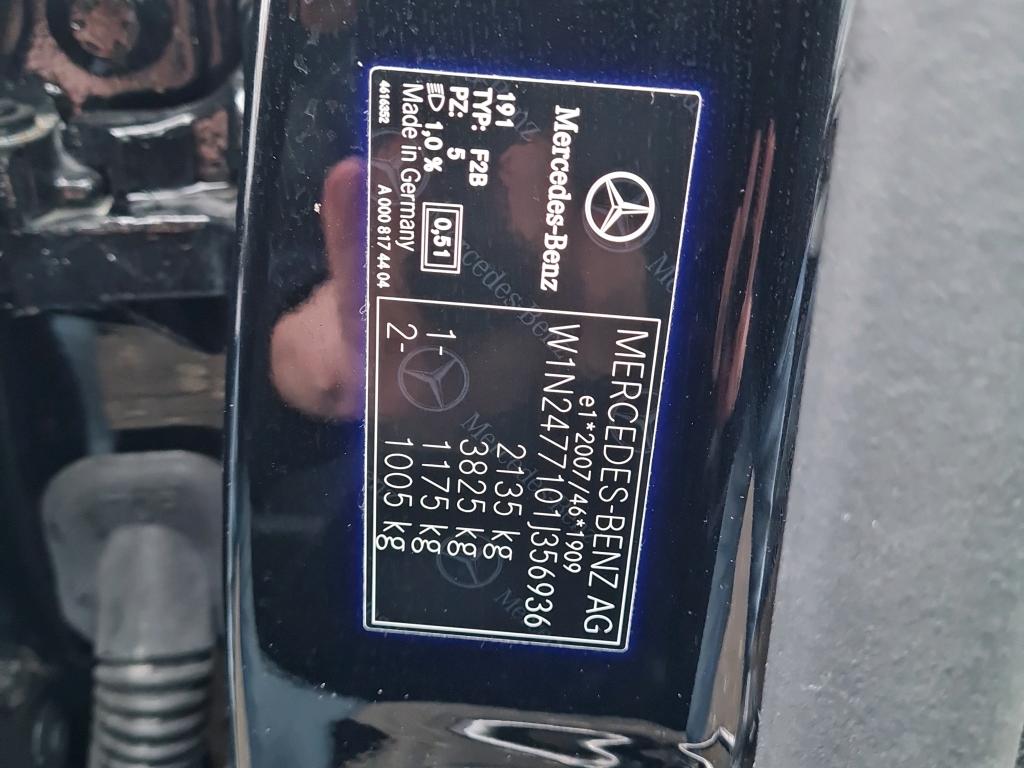 Mercedes-Benz
191
TYP: F2B
PZ: 5
1,0 %
0,51
Made in Germany
4616352 A 000 817 44 04
MERCEDES-BENZ AG
e1*2007/46*1909
W1N2477101J356936
2135 kg
3825 kg
1- 1175 kg
2- 1005 kg